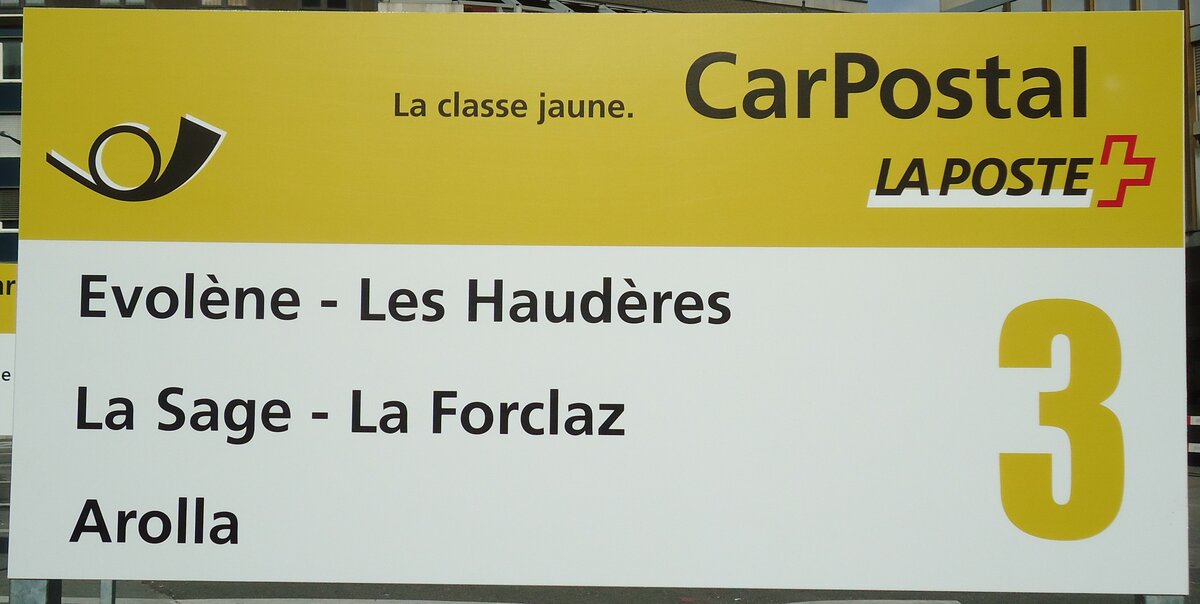 La classe jaune.
CarPostal
LA POSTE
Evolène - Les Haudères
La Sage - La Forclaz
Arolla
3